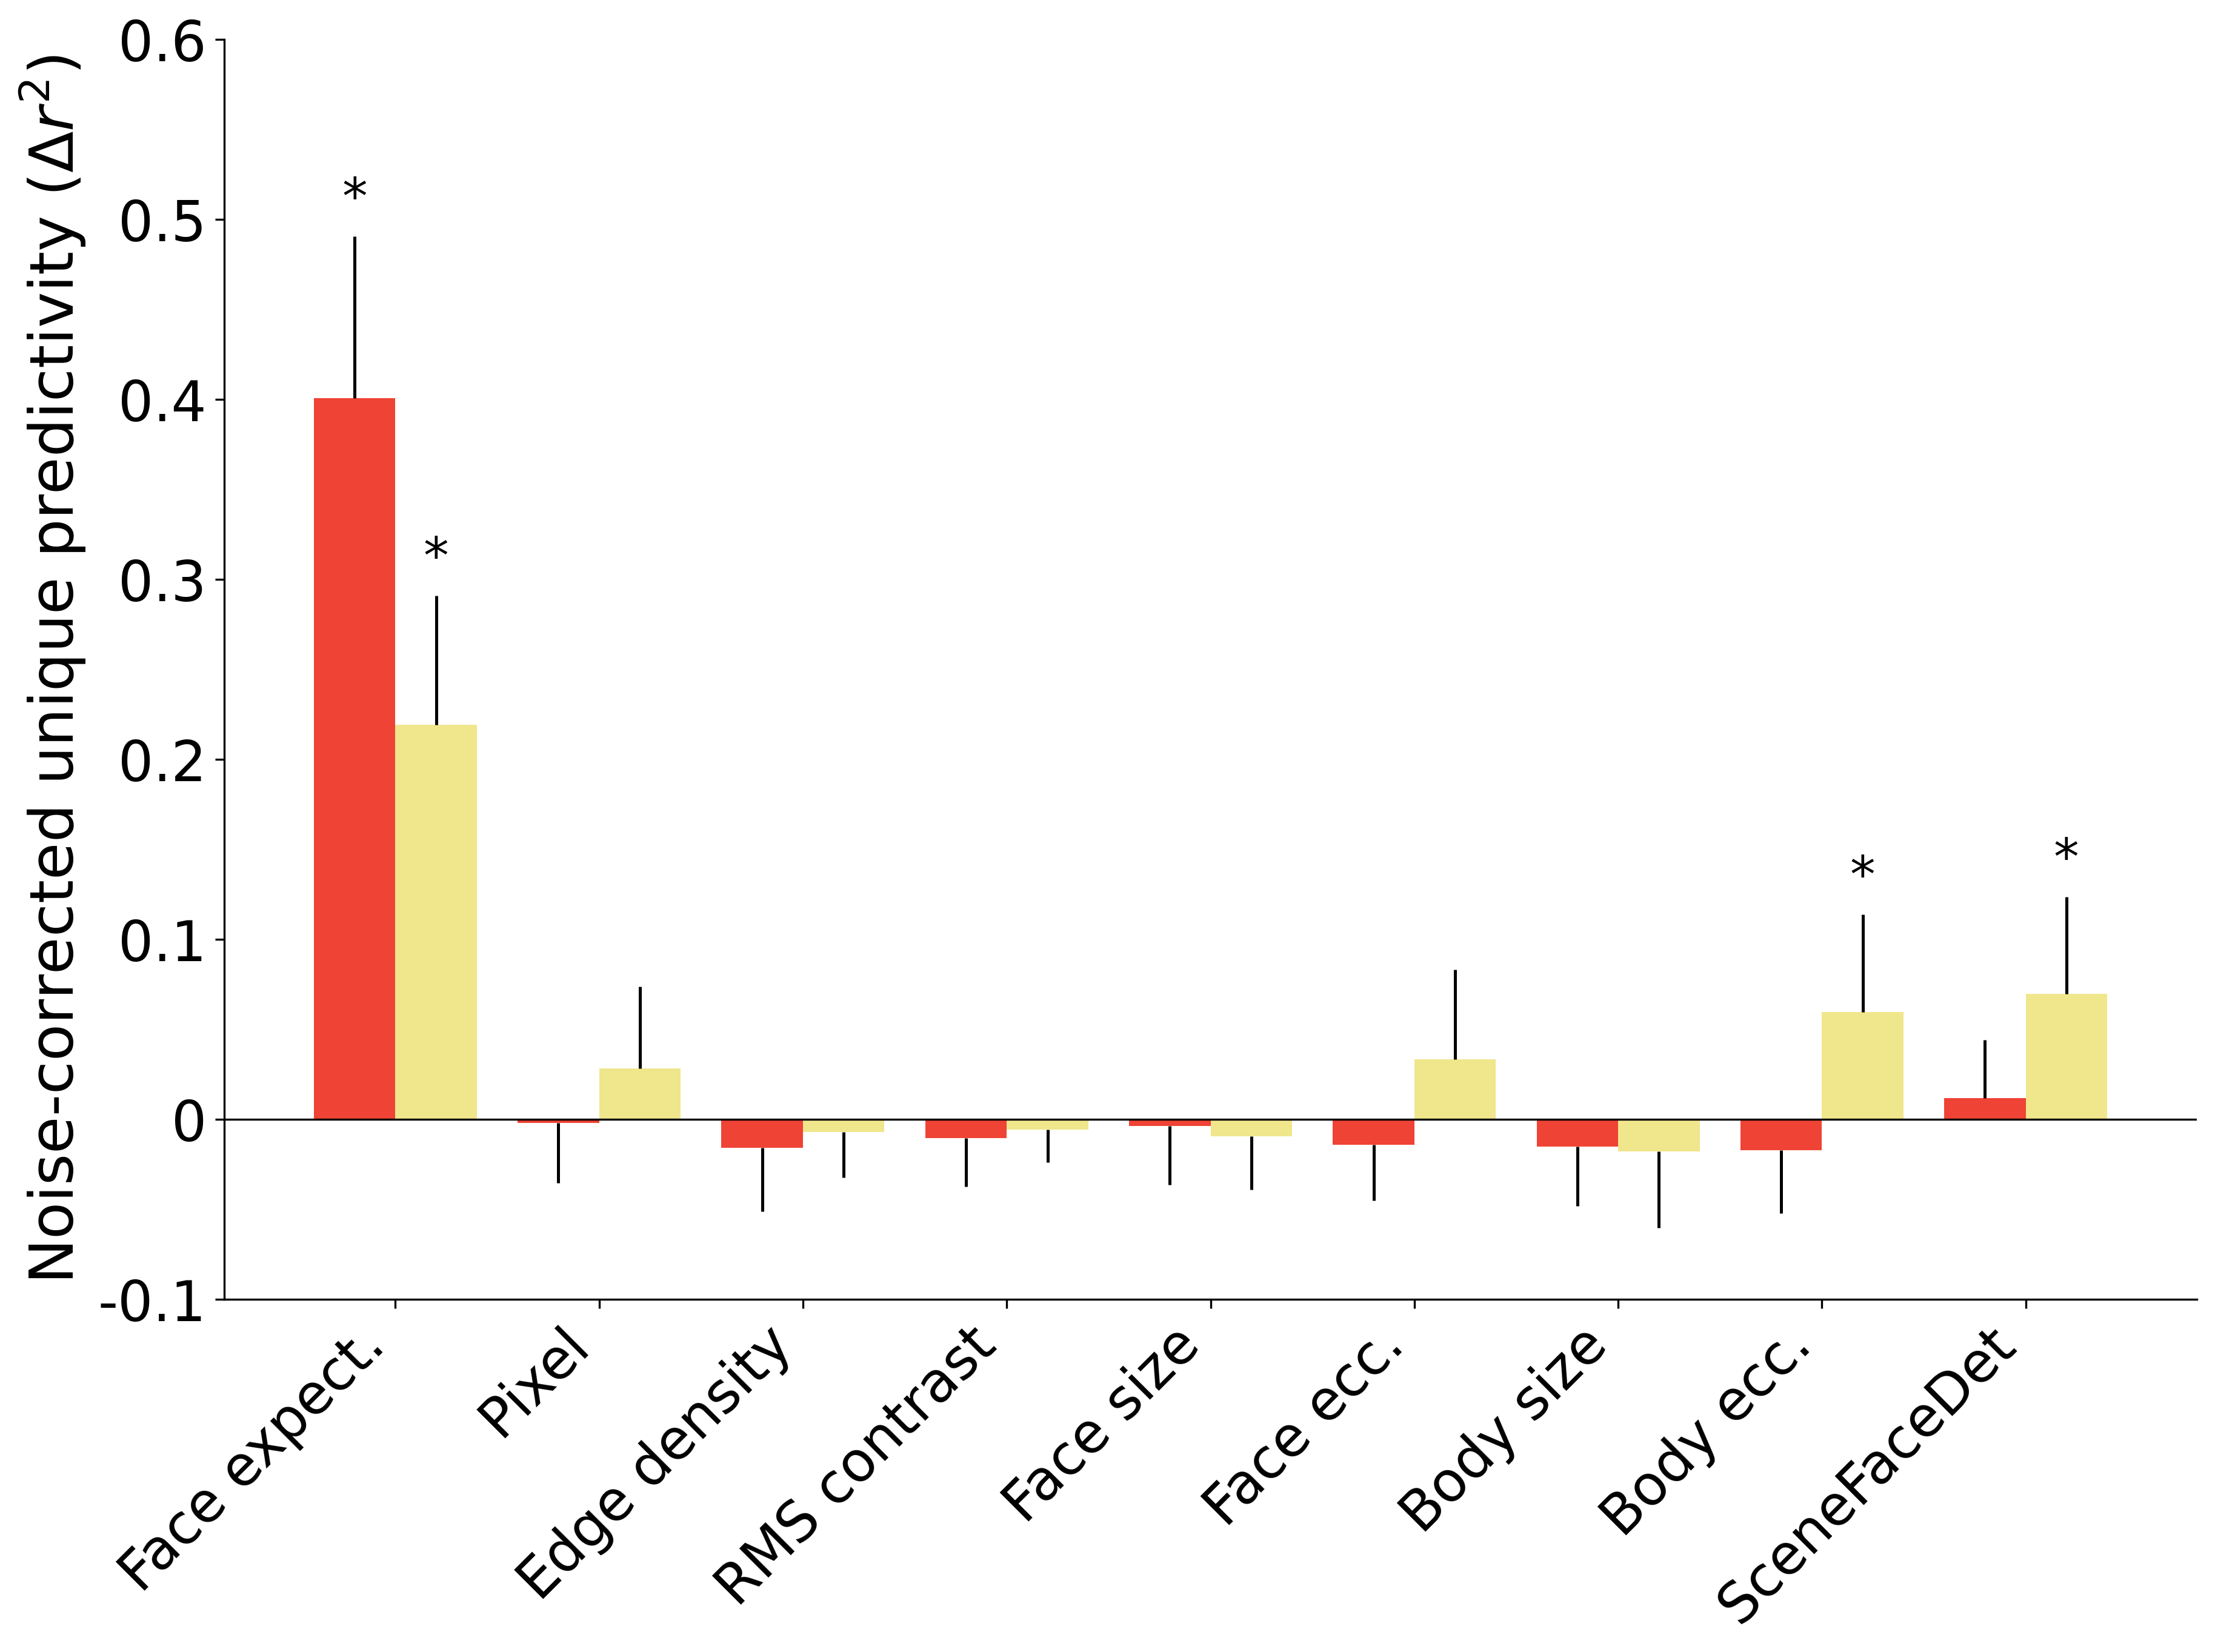 Noise-corrected unique predictivity (Δr²)
0.6
0.5
0.4
0.3
0.2
0.1
0
-0.1
*
*
*
*
Face expect.
Pixel
Edge density
RMS contrast
Face size
Face ecc.
Body size
Body ecc.
SceneFaceDet